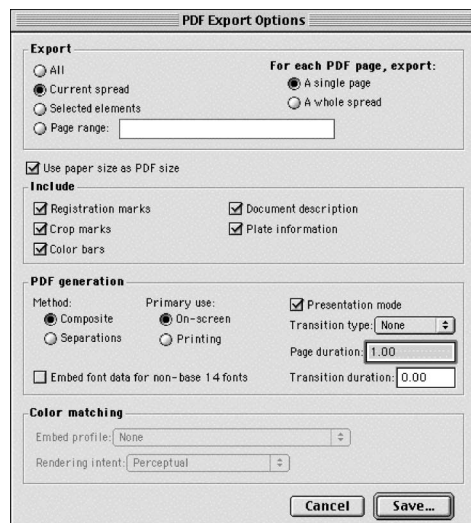 PDF Export Options
Export
All
Current spread
Selected elements
Page range:
For each PDF page, export:
A single page
A whole spread
Use paper size as PDF size
Include
Registration marks
Crop marks
Color bars
Document description
Plate information
PDF generation
Method:
Composite
Separations
Primary use:
On-screen
Printing
Embed font data for non-base 14 fonts
Presentation mode
Transition type: None
Page duration: 1.00
Transition duration: 0.00
Color matching
Embed profile: None
Rendering intent: Perceptual
Cancel Save...